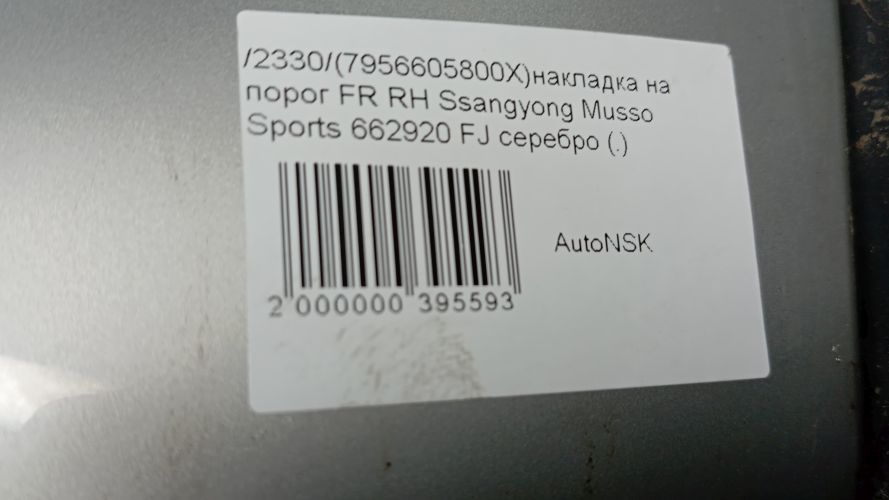 /2330/(7956605800X)накладка на
порог FR RH Ssangyong Musso
Sports 662920 FJ серебро (.)
AutoNSK
2 000000 395593